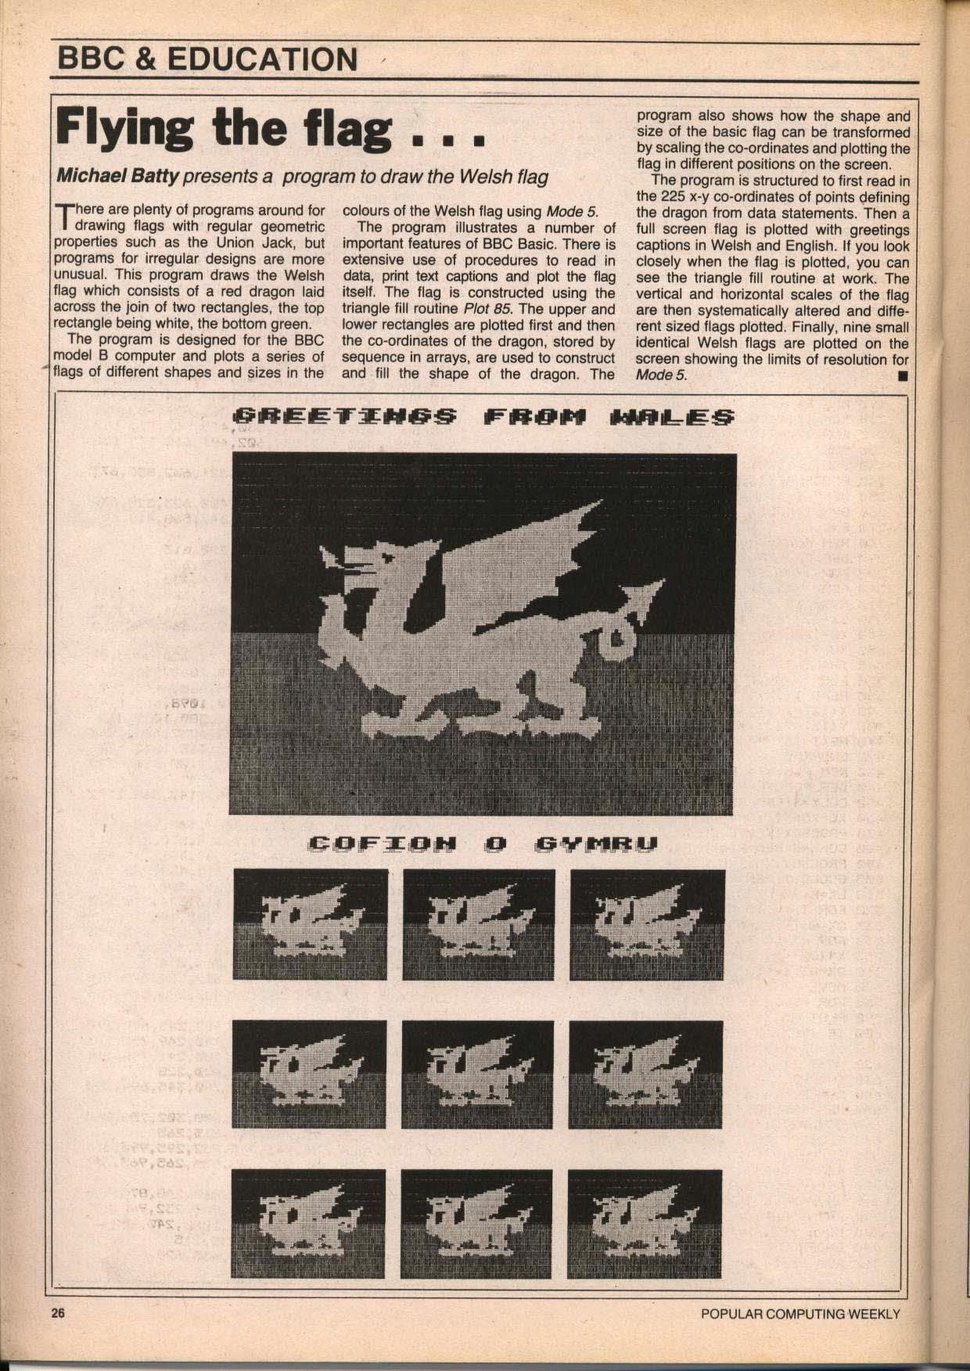 BBC & EDUCATION
Flying the flag . . .
Michael Batty presents a program to draw the Welsh flag
There are plenty of programs around for
drawing flags with regular geometric
properties such as the Union Jack, but
programs for irregular designs are more
unusual. This program draws the Welsh
flag which consists of a red dragon laid
across the join of two rectangles, the top
rectangle being white, the bottom green.
The program is designed for the BBC
model B computer and plots a series of
flags of different shapes and sizes in the
colours of the Welsh flag using Mode 5.
The program illustrates a number of
important features of BBC Basic. There is
extensive use of procedures to read in
data, print text captions and plot the flag
itself. The flag is constructed using the
triangle fill routine Plot 85. The upper and
lower rectangles are plotted first and then
the co-ordinates of the dragon, stored by
sequence in arrays, are used to construct
and fill the shape of the dragon. The
program also shows how the shape and
size of the basic flag can be transformed
by scaling the co-ordinates and plotting the
flag in different positions on the screen.
The program is structured to first read in
the 225 x-y co-ordinates of points defining
the dragon from data statements. Then a
full screen flag is plotted with greetings
captions in Welsh and English. If you look
closely when the flag is plotted, you can
see the triangle fill routine at work. The
vertical and horizontal scales of the flag
are then systematically altered and diffe-
rent sized flags plotted. Finally, nine small
identical Welsh flags are plotted on the
screen showing the limits of resolution for
Mode 5. ■
GREETINGS FROM WALES
COFION O GYMRU
26
POPULAR COMPUTING WEEKLY